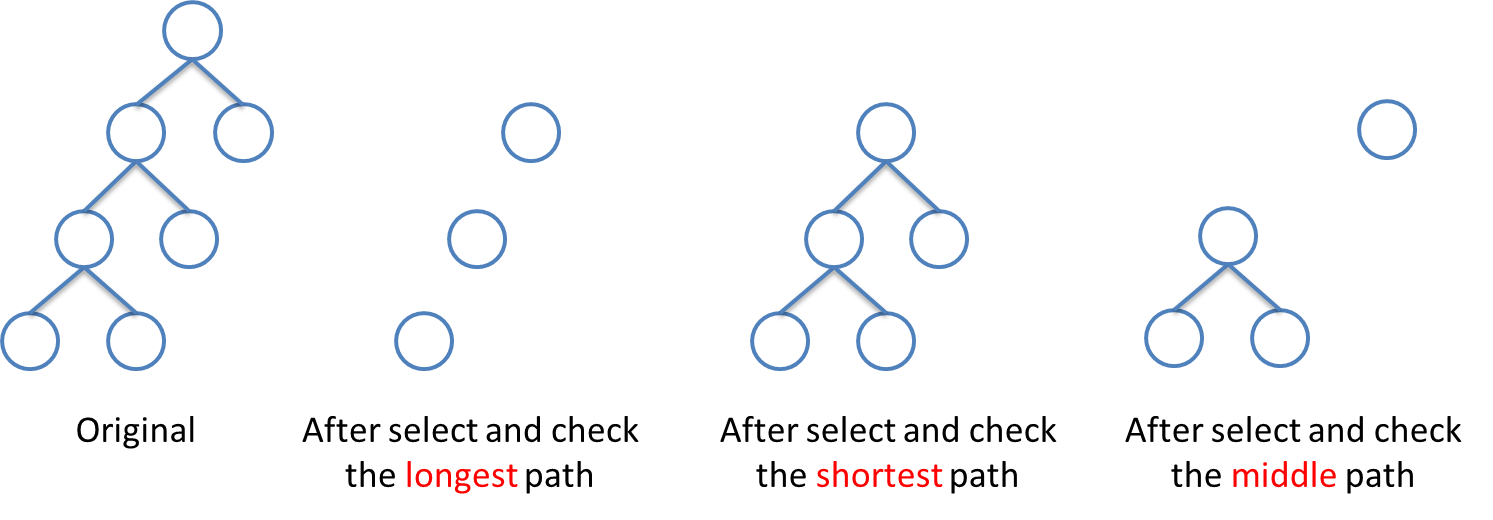 Original
After select and check
the longest path
After select and check
the shortest path
After select and check
the middle path